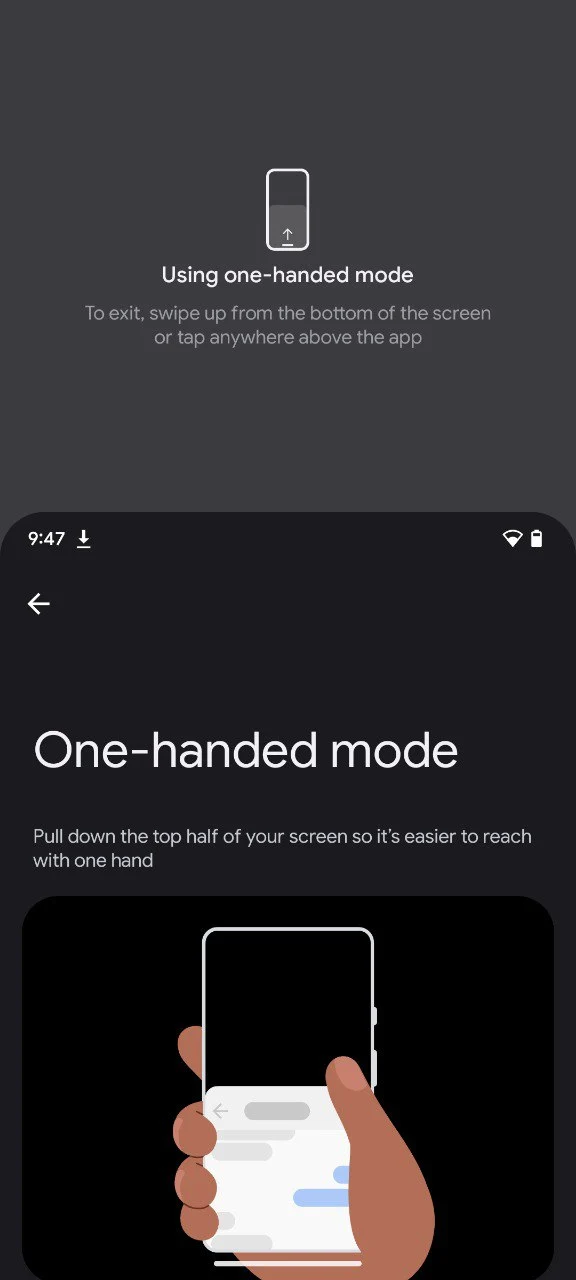 Using one-handed mode
To exit, swipe up from the bottom of the screen
or tap anywhere above the app
9:47
One-handed mode
Pull down the top half of your screen so it's easier to reach
with one hand